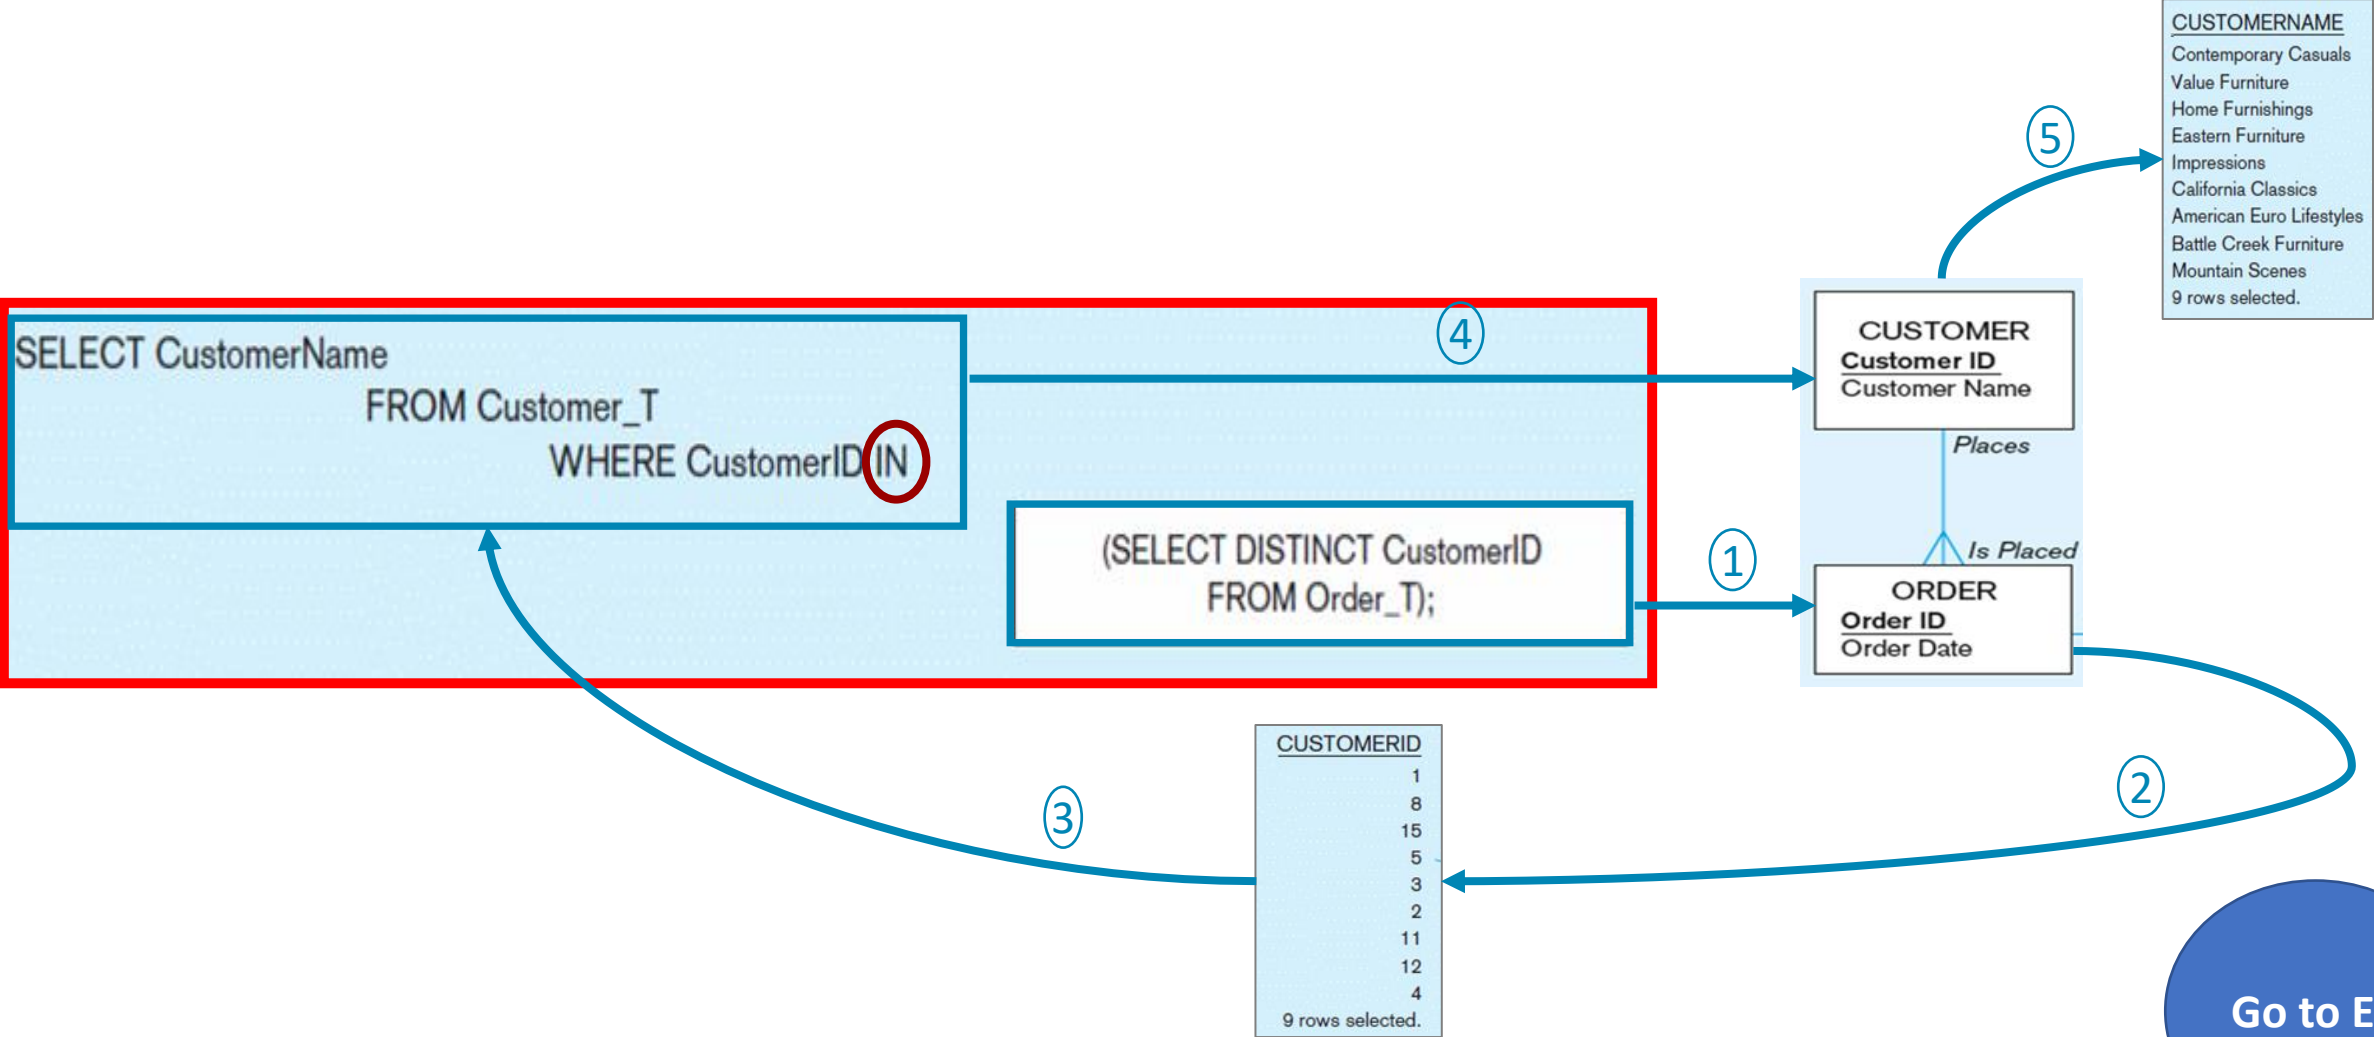 CUSTOMERNAME
Contemporary Casuals
Value Furniture
Home Furnishings
Eastern Furniture
Impressions
California Classics
American Euro Lifestyles
Battle Creek Furniture
Mountain Scenes
9 rows selected.
5
SELECT CustomerName
FROM Customer_T
WHERE CustomerID IN
(SELECT DISTINCT CustomerID
FROM Order_T);
4
1
CUSTOMER
Customer ID
Customer Name
Places
Is Placed
ORDER
Order ID
Order Date
3
2
CUSTOMERID
1
8
15
5
3
2
11
12
4
9 rows selected.
Go to E